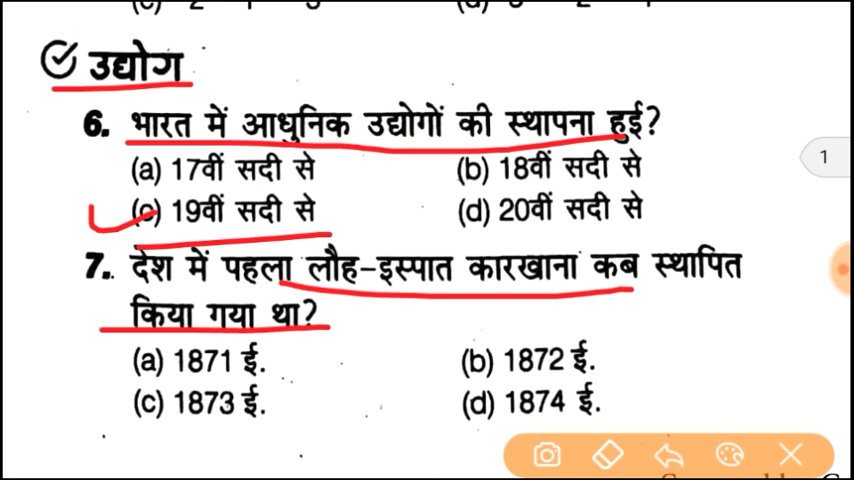 उद्योग
6. भारत में आधुनिक उद्योगों की स्थापना हुई?
(a) 17वीं सदी से (b) 18वीं सदी से
(c) 19वीं सदी से (d) 20वीं सदी से
7. देश में पहला लौह-इस्पात कारखाना कब स्थापित
किया गया था?
(a) 1871 ई. (b) 1872 ई.
(c) 1873 ई. (d) 1874 ई.
1